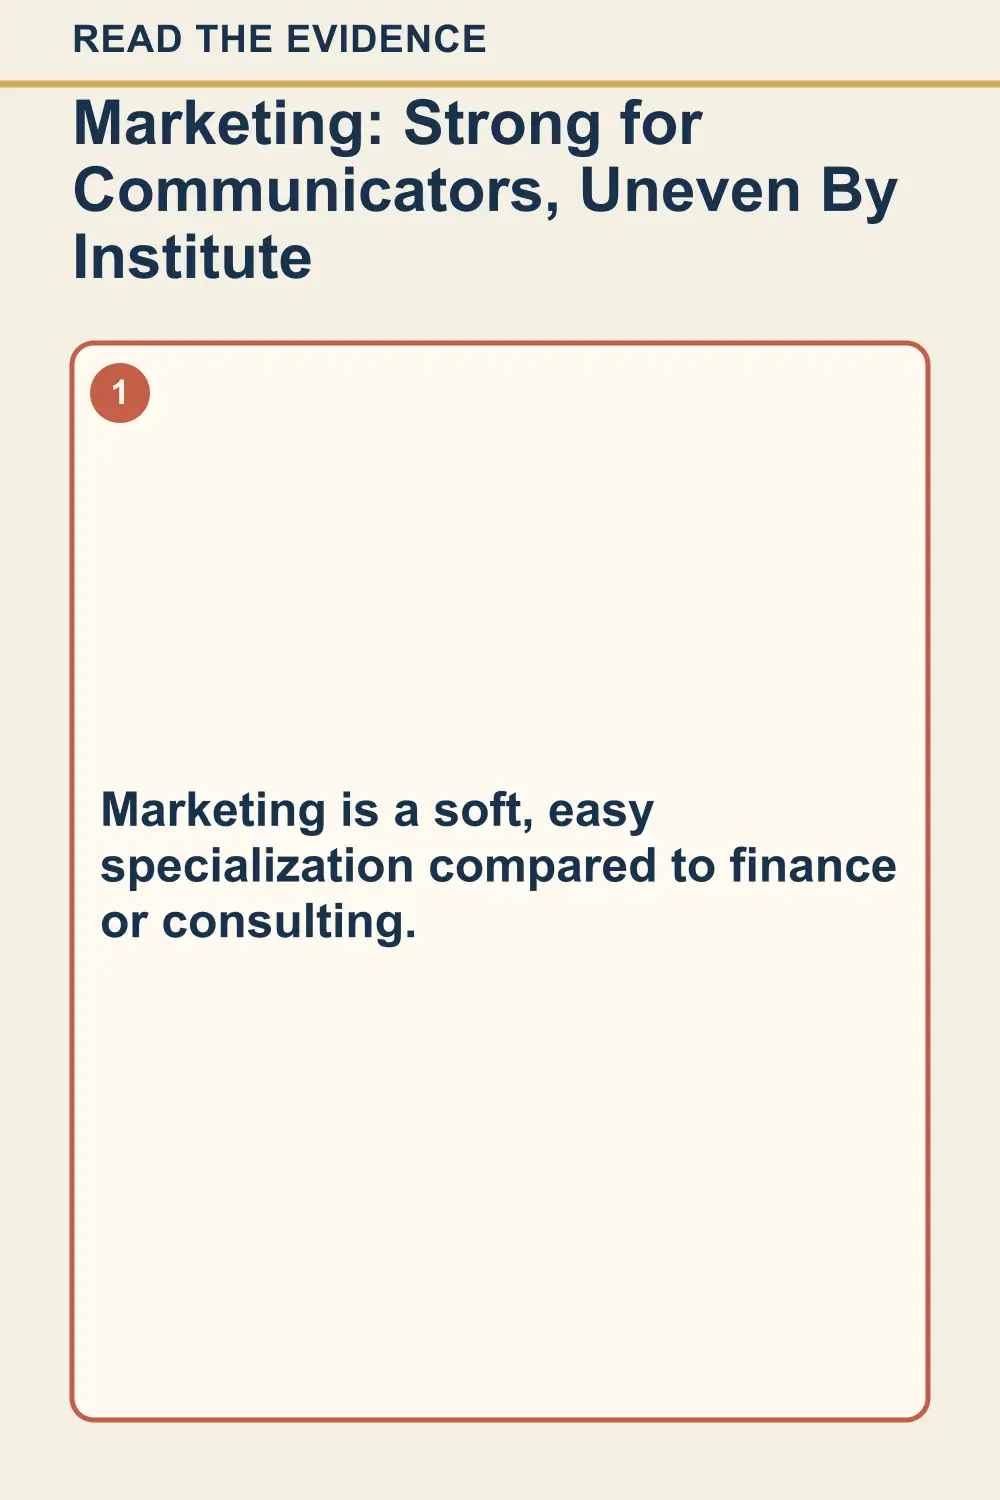 READ THE EVIDENCE
Marketing: Strong for
Communicators, Uneven By
Institute
1
Marketing is a soft, easy
specialization compared to finance
or consulting.